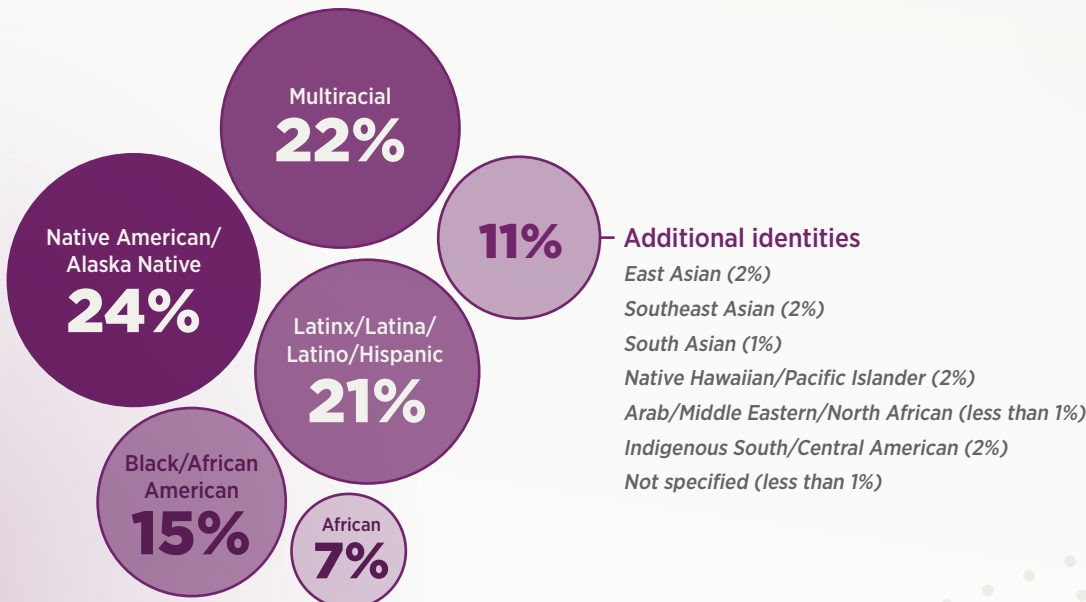 Multiracial
22%
Native American/
Alaska Native
24%
11%
Additional identities
East Asian (2%)
Southeast Asian (2%)
South Asian (1%)
Native Hawaiian/Pacific Islander (2%)
Arab/Middle Eastern/North African (less than 1%)
Indigenous South/Central American (2%)
Not specified (less than 1%)
Latinx/Latina/
Latino/Hispanic
21%
Black/African
American
15%
African
7%